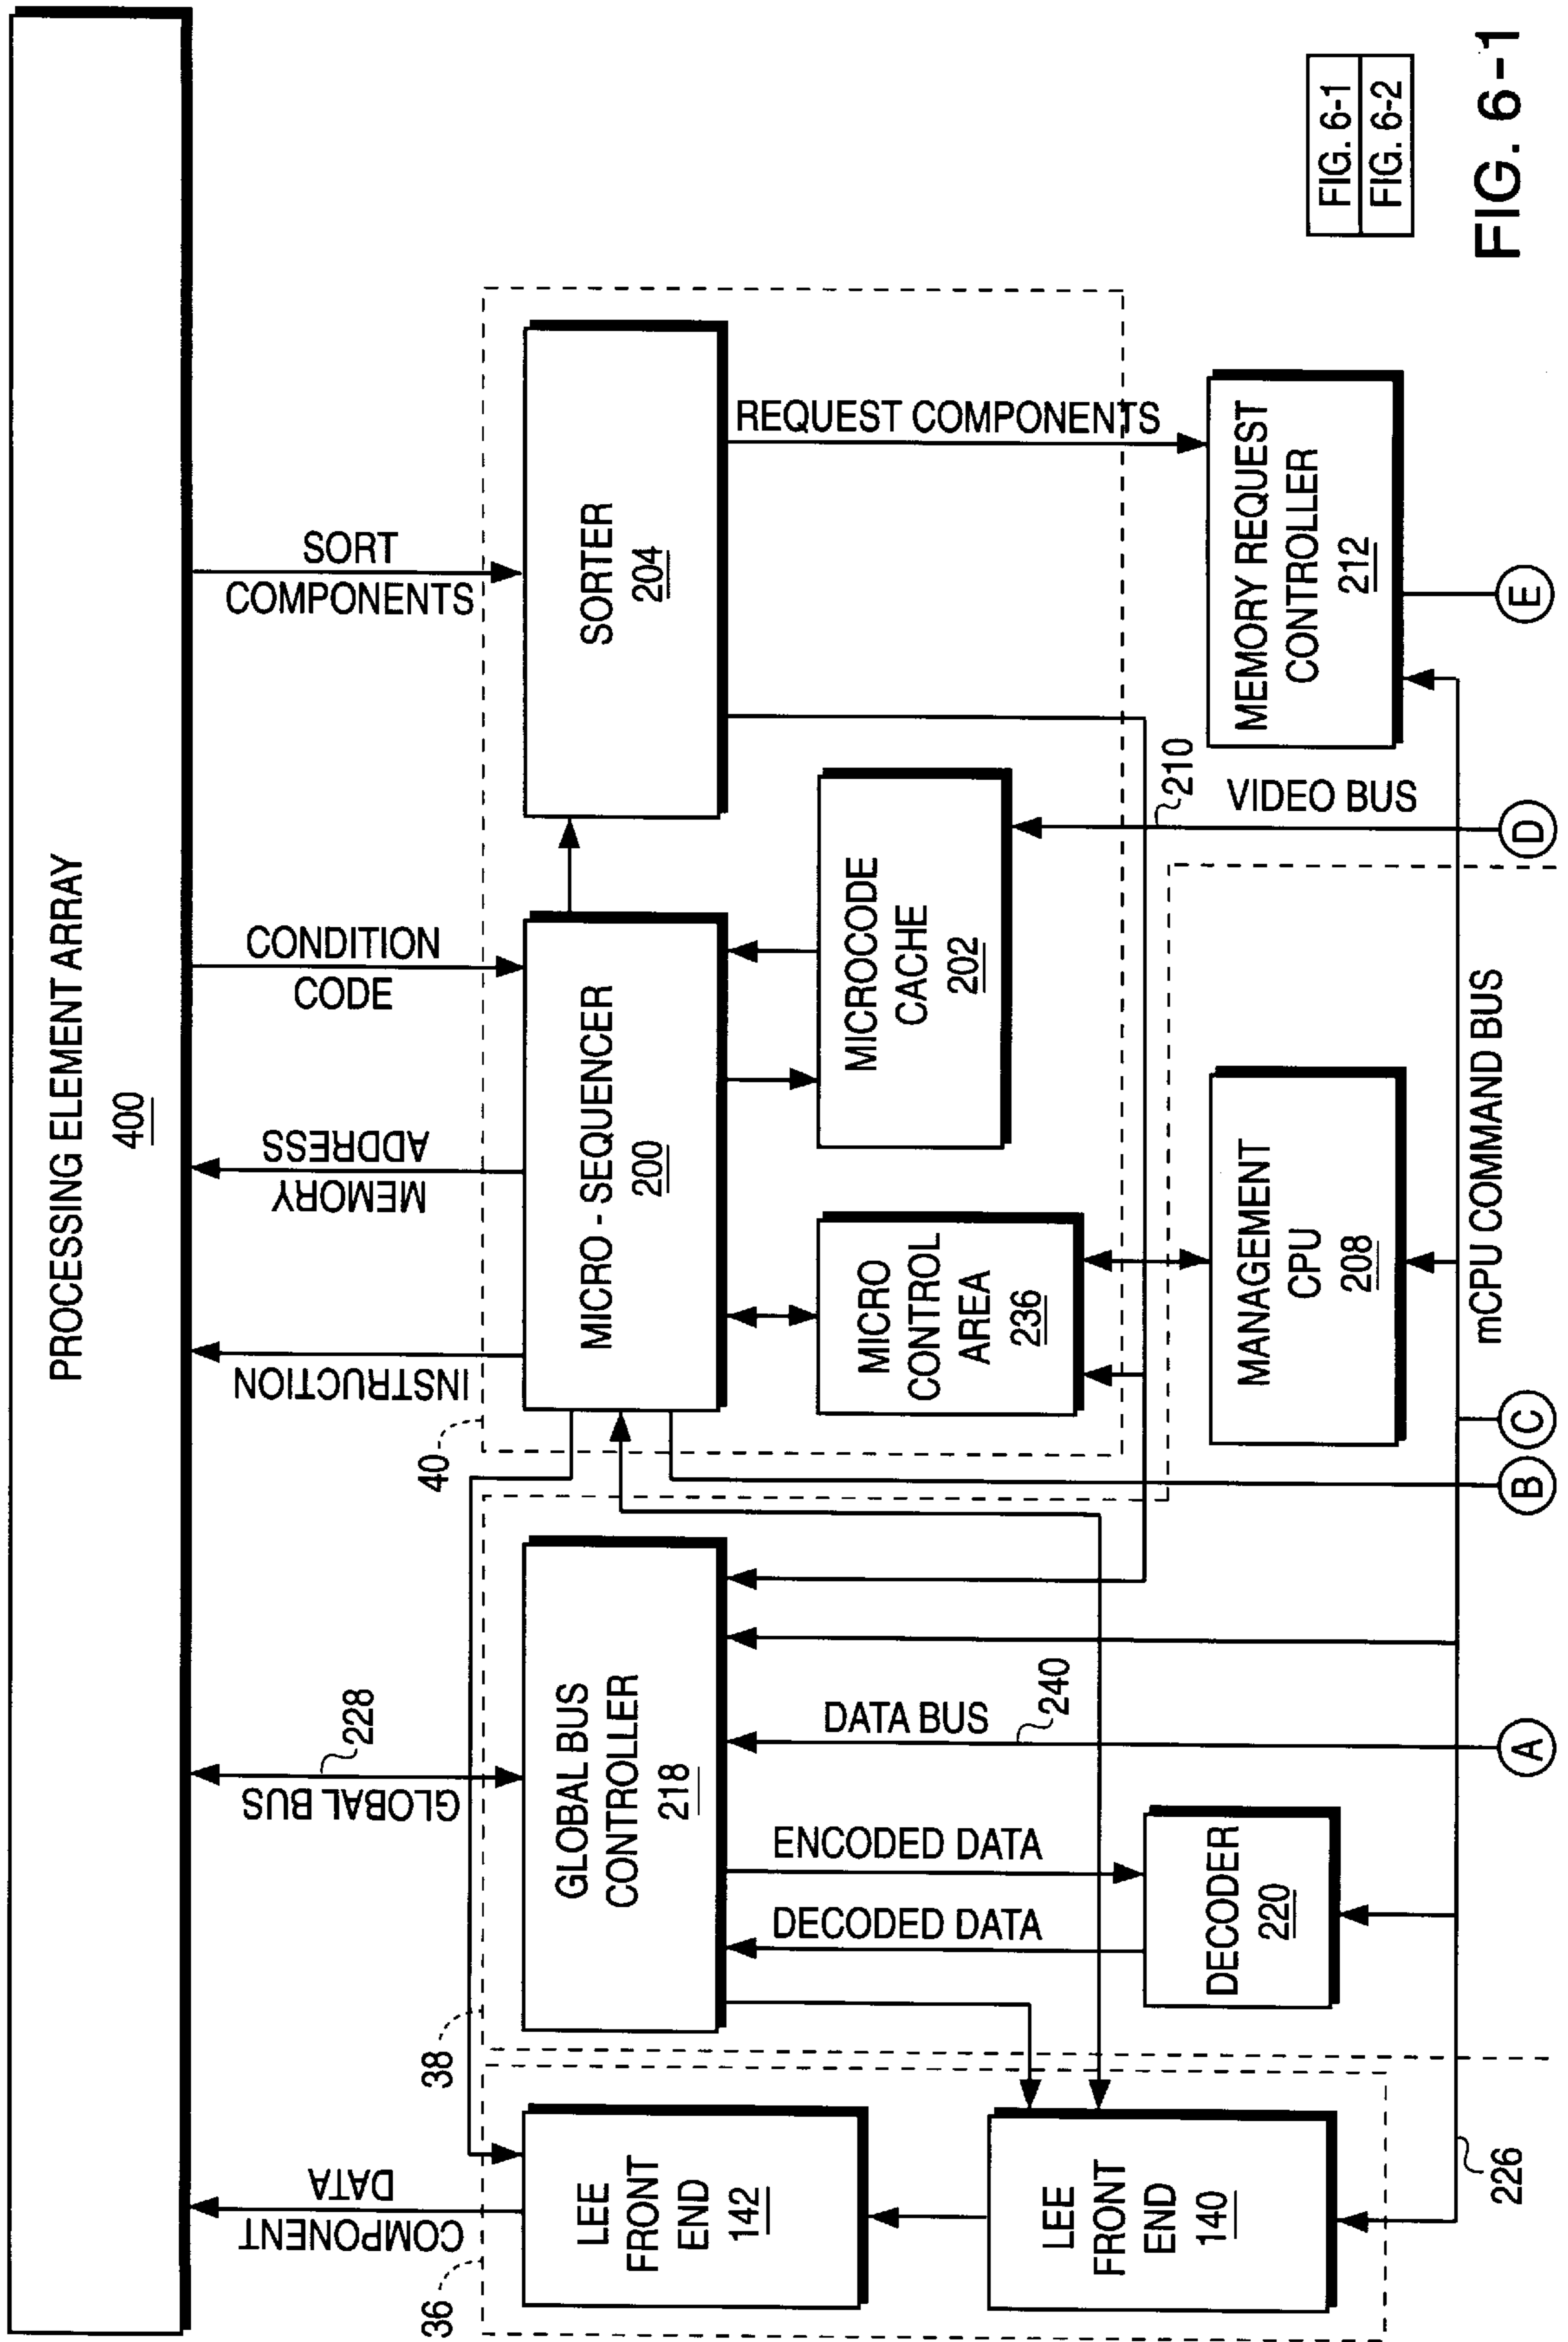 PROCESSING ELEMENT ARRAY
400
COMPONENT
DATA
GLOBAL BUS
228
INSTRUCTION
MEMORY
ADDRESS
CONDITION
CODE
SORT
COMPONENTS
36
38
40
LEE
FRONT
END
142
GLOBAL BUS
CONTROLLER
218
MICRO - SEQUENCER
200
SORTER
204
DECODED DATA
ENCODED DATA
DATA BUS
240
MICRO
CONTROL
AREA
236
MICROCODE
CACHE
202
REQUEST COMPONENTS
LEE
FRONT
END
140
DECODER
220
MANAGEMENT
CPU
208
210
VIDEO BUS
MEMORY REQUEST
CONTROLLER
212
226
mCPU COMMAND BUS
A
B
C
D
E
FIG. 6-1
FIG. 6-2
FIG. 6-1